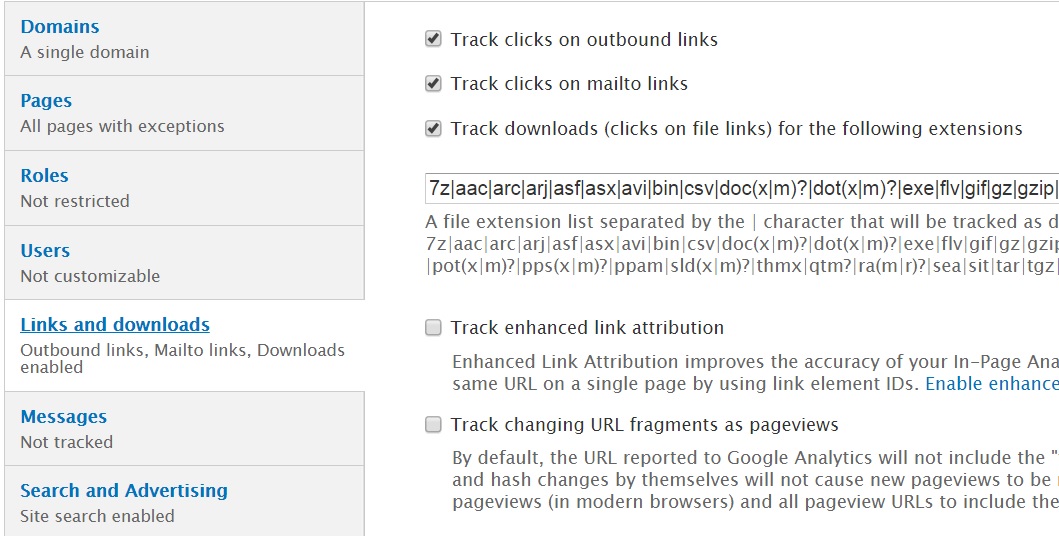 Domains
A single domain
Pages
All pages with exceptions
Roles
Not restricted
Users
Not customizable
Links and downloads
Outbound links, Mailto links, Downloads
enabled
Messages
Not tracked
Search and Advertising
Site search enabled
Track clicks on outbound links
Track clicks on mailto links
Track downloads (clicks on file links) for the following extensions
7z|aac|arc|arj|asf|asx|avi|bin|csv|doc(x|m)?|dot(x|m)?|exe|flv|gif|gz|gzip|
A file extension list separated by the | character that will be tracked as d
7z|aac|arc|arj|asf|asx|avi|bin|csv|doc(x|m)?|dot(x|m)?|exe|flv|gif|gz|gzip
|pot(x|m)?|pps(x|m)?|ppam|sld(x|m)?|thmx|qtm?|ra(m|r)?|sea|sit|tar|tgz|
Track enhanced link attribution
Enhanced Link Attribution improves the accuracy of your In-Page Ana
same URL on a single page by using link element IDs. Enable enhance
Track changing URL fragments as pageviews
By default, the URL reported to Google Analytics will not include the "
and hash changes by themselves will not cause new pageviews to be
pageviews (in modern browsers) and all pageview URLs to include the